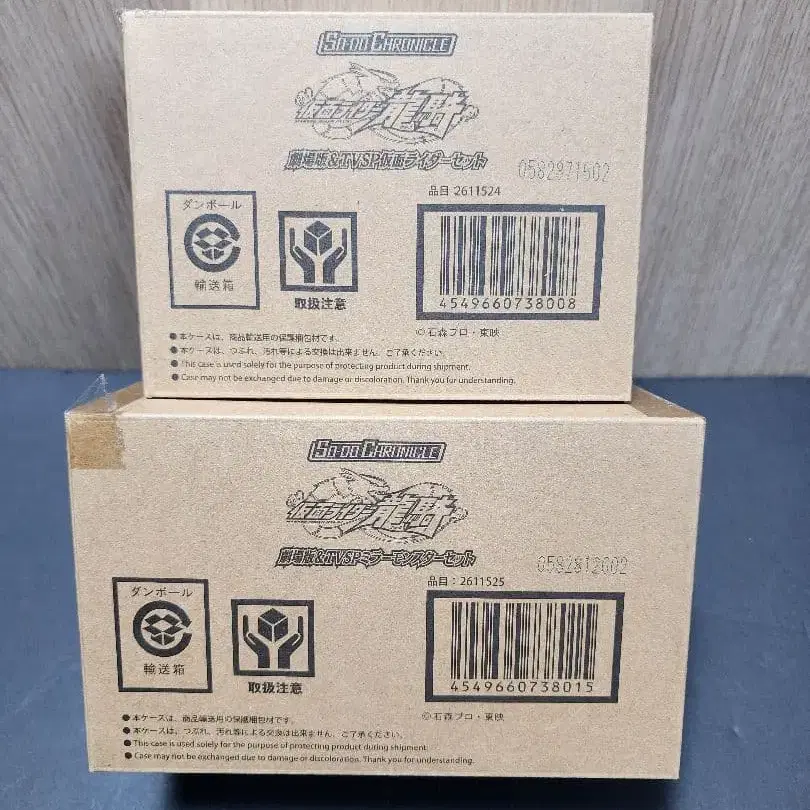 SO-DO CHRONICLE
仮面ライダー龍騎
劇場版&TVSP仮面ライダーセット
0582971502
品目 2611524
ダンボール
輸送箱
取扱注意
4549660738008
©石森プロ・東映
●本ケースは、商品輸送用の保護梱包材です。
●本ケースは、つぶれ、汚れ等による交換は出来ません。ご了承ください。
●This case is used solely for the purpose of protecting product during shipment.
●Case may not be exchanged due to damage or discoloration. Thank you for understanding.
SO-DO CHRONICLE
仮面ライダー龍騎
劇場版&TVSPミラーモンスターセット
品目：2611525
ダンボール
輸送箱
取扱注意
4549660738015
©石森プロ・東映
●本ケースは、商品輸送用の保護梱包材です。
●本ケースは、つぶれ、汚れ等による交換は出来ません。ご了承ください。
●This case is used solely for the purpose of protecting product during shipment.
●Case may not be exchanged due to damage or discoloration. Thank you for understanding.